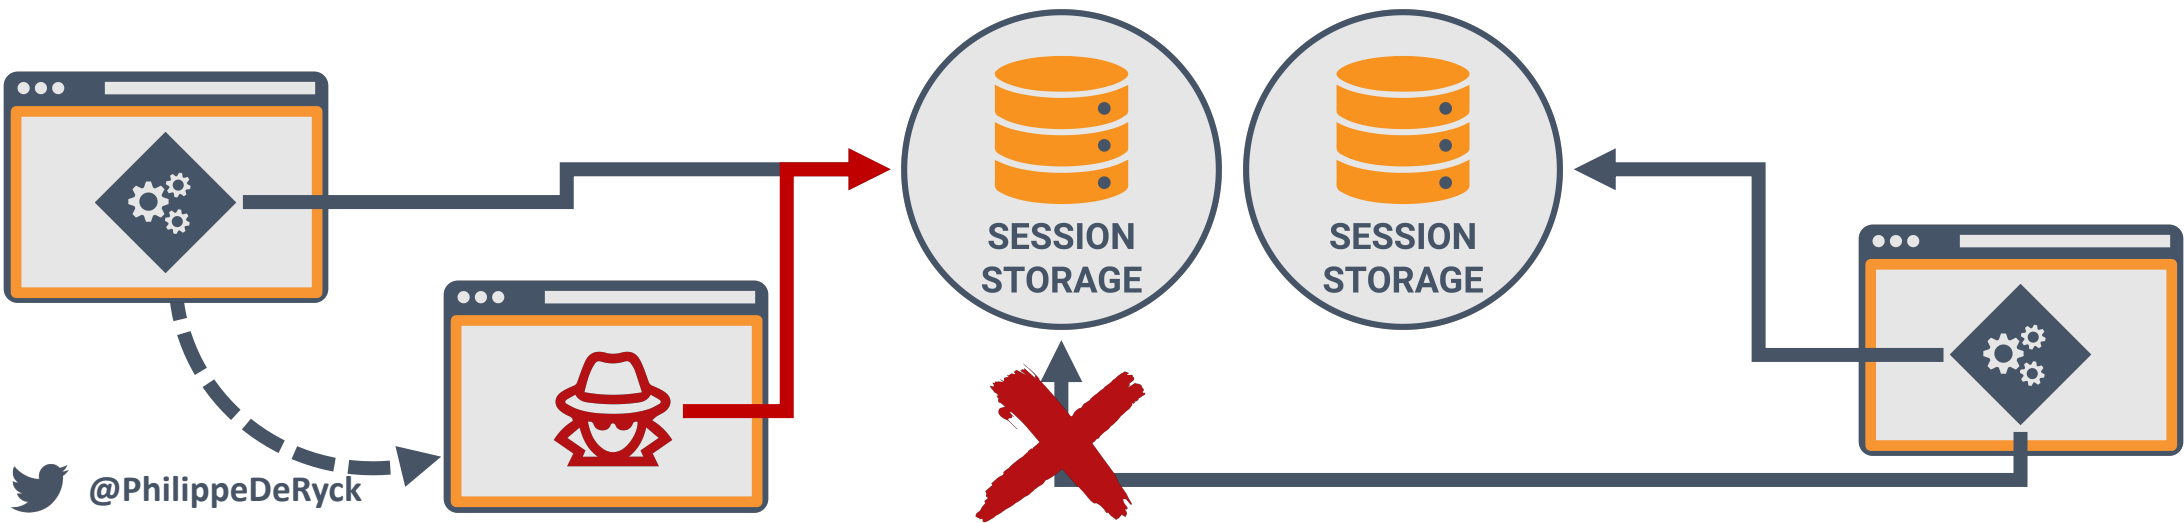 SESSION
STORAGE
SESSION
STORAGE
@PhilippeDeRyck